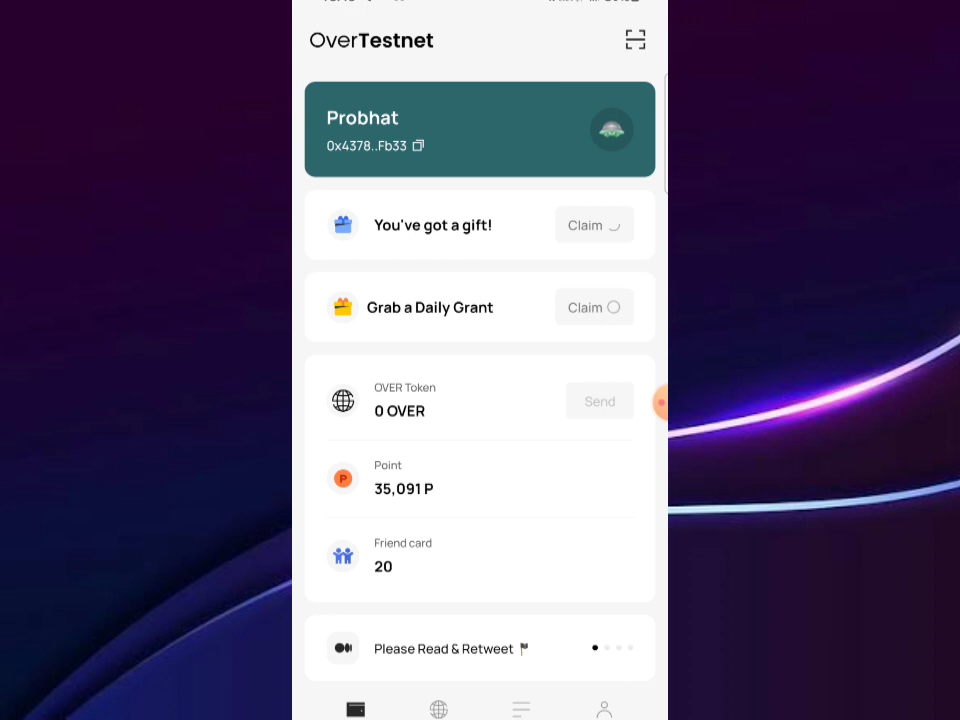 OverTestnet
Probhat
0x4378..Fb33
You've got a gift!
Claim
Grab a Daily Grant
Claim
OVER Token
0 OVER
Send
Point
P
35,091 P
Friend card
20
Please Read & Retweet